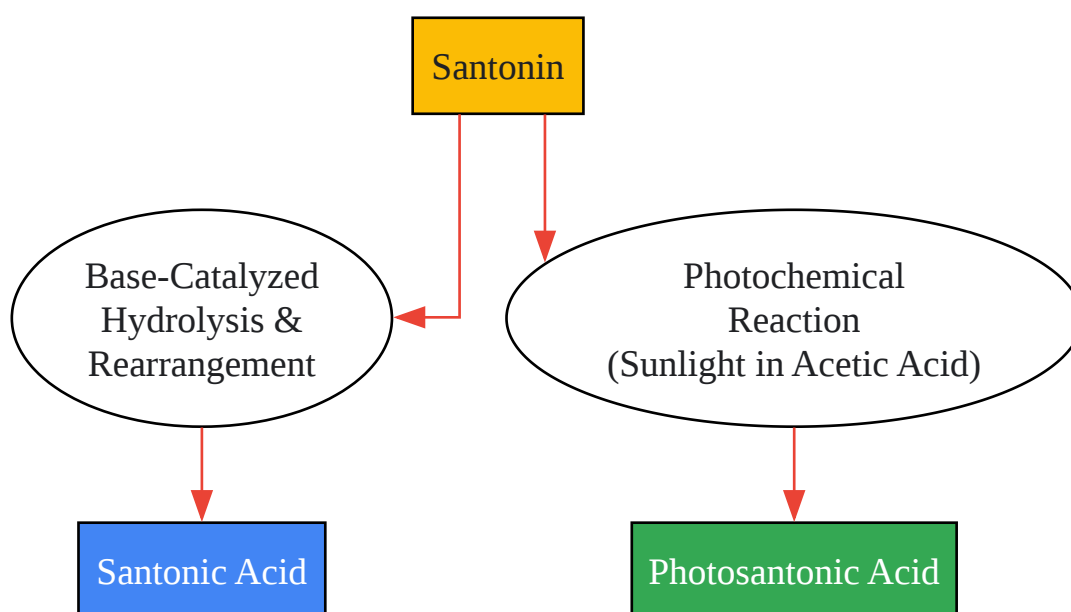 Santonin
Base-Catalyzed
Hydrolysis &
Rearrangement
Photochemical
Reaction
(Sunlight in Acetic Acid)
Santonic Acid
Photosantonic Acid